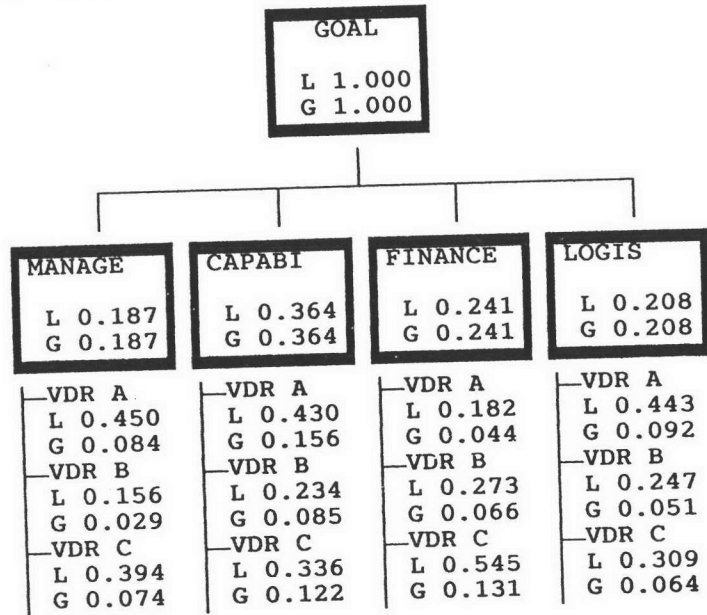 GOAL
L 1.000
G 1.000
MANAGE
L 0.187
G 0.187
VDR A
L 0.450
G 0.084
VDR B
L 0.156
G 0.029
VDR C
L 0.394
G 0.074
CAPABI
L 0.364
G 0.364
VDR A
L 0.430
G 0.156
VDR B
L 0.234
G 0.085
VDR C
L 0.336
G 0.122
FINANCE
L 0.241
G 0.241
VDR A
L 0.182
G 0.044
VDR B
L 0.273
G 0.066
VDR C
L 0.545
G 0.131
LOGIS
L 0.208
G 0.208
VDR A
L 0.443
G 0.092
VDR B
L 0.247
G 0.051
VDR C
L 0.309
G 0.064